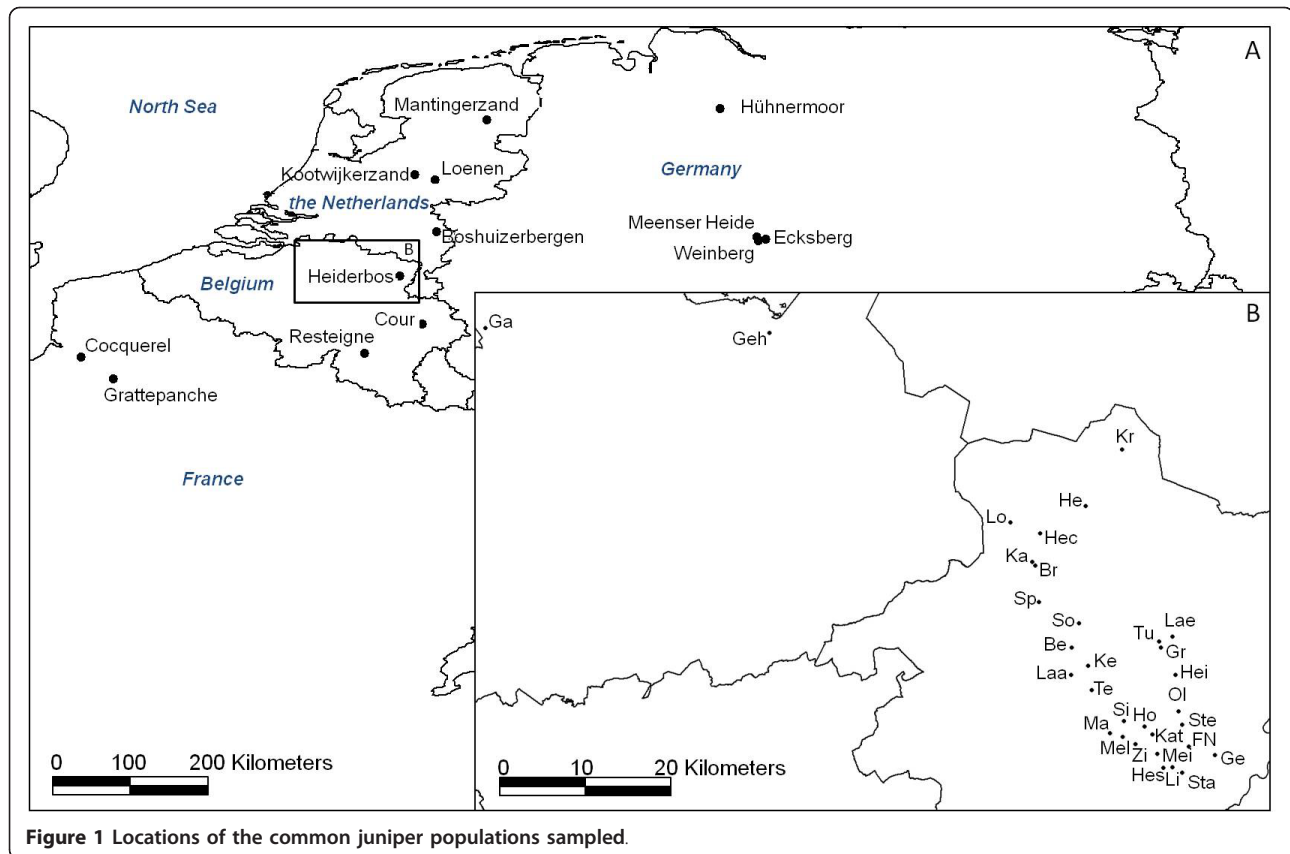 A
North Sea
Mantingerzand
Hühnermoor
Kootwijkerzand
Loenen
Germany
the Netherlands
Meenser Heide
Boshuizerbergen
Ecksberg
Weinberg
B
Belgium
Heiderbos
Cour
Resteigne
Cocquerel
Grattepanche
France
0 100 200 Kilometers
B
Ga
Geh
Kr
He
Lo
Hec
Ka
Br
Sp
So
Lae
Tu
Be
Gr
Ke
Laa
Hei
Te
Ol
Si
Ho
Ste
Ma
Kat
FN
Mel
Zi
Mei
Ge
Hes
Li
Sta
0 10 20 Kilometers
Figure 1 Locations of the common juniper populations sampled.